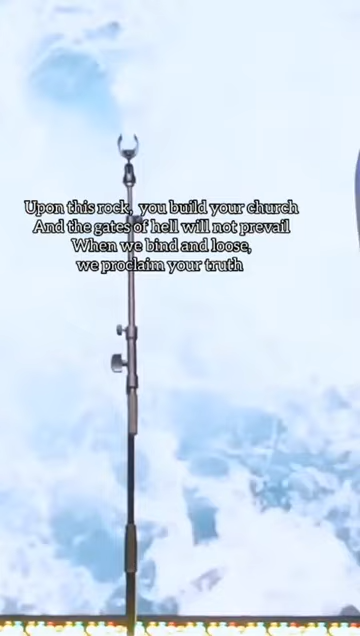 Upon this rock, you build your church
And the gates of hell will not prevail
When we bind and loose,
we proclaim your truth